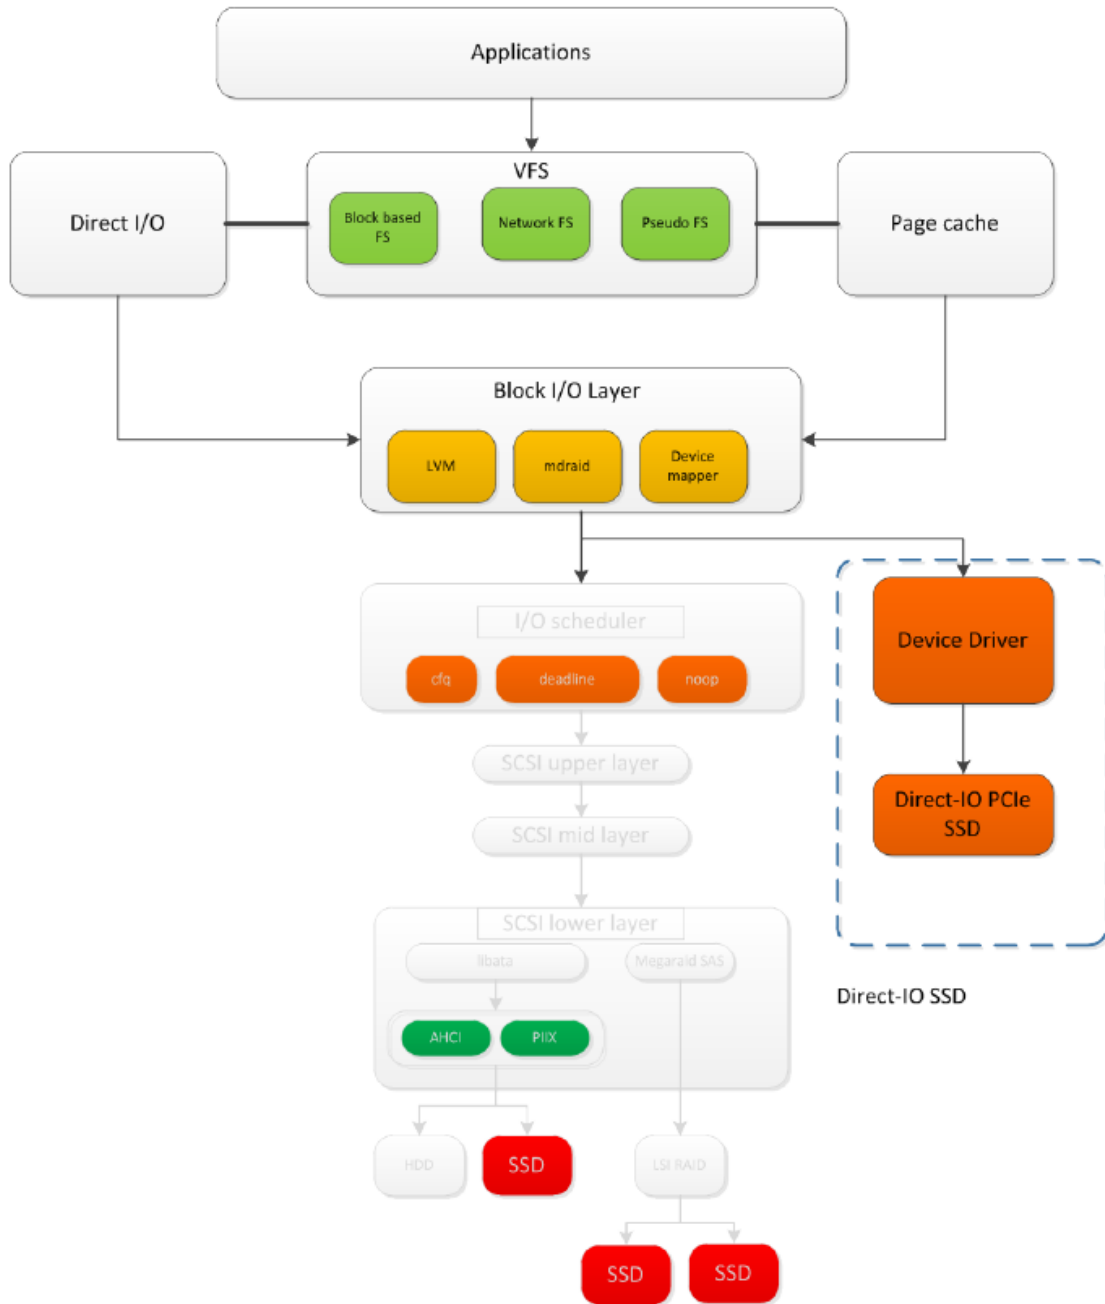 Applications
Direct I/O
VFS
Block based
FS
Network FS
Pseudo FS
Page cache
Block I/O Layer
LVM
mdraid
Device
mapper
I/O scheduler
cfq
deadline
noop
Device Driver
SCSI upper layer
Direct-IO PCIe
SSD
SCSI mid layer
SCSI lower layer
libata
Megaraid SAS
Direct-IO SSD
AHCI
PIIX
HDD
SSD
LSI RAID
SSD
SSD